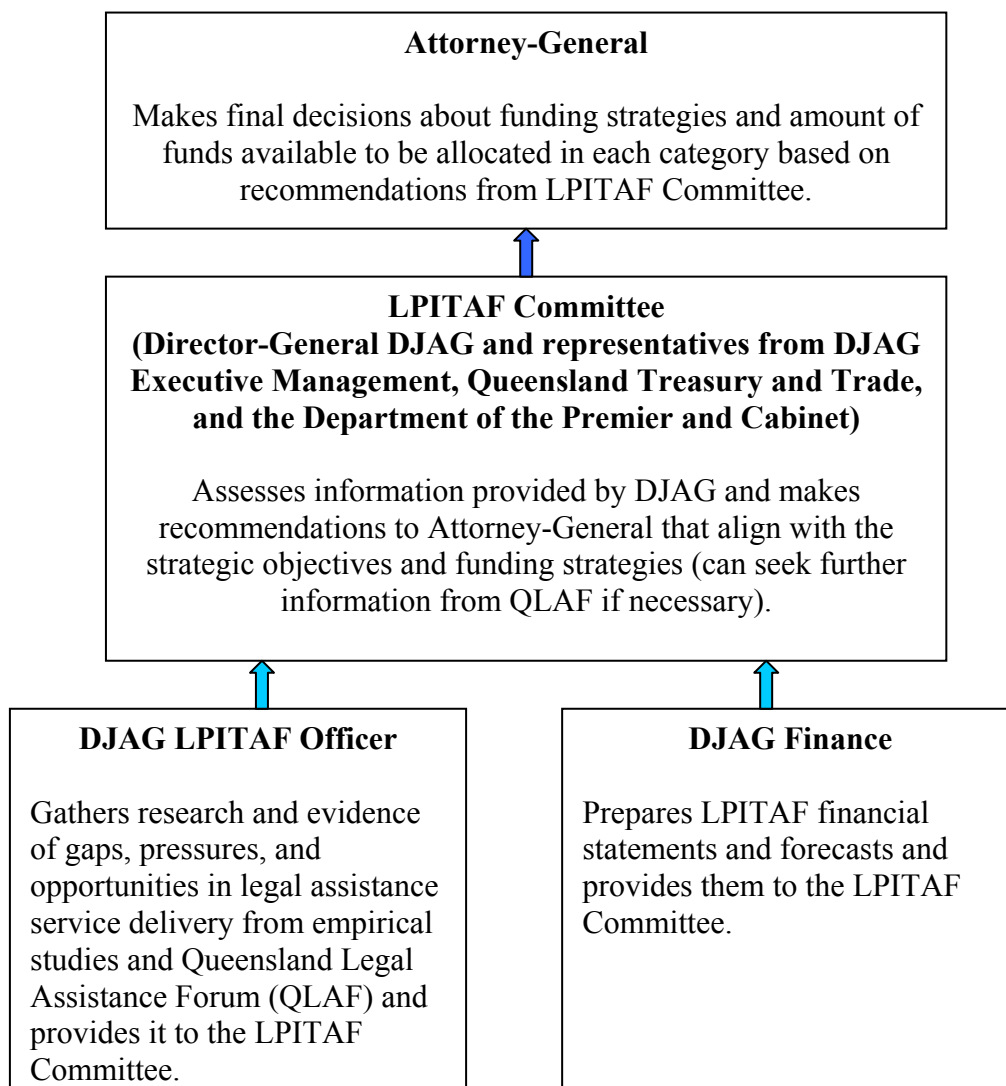 Attorney-General
Makes final decisions about funding strategies and amount of
funds available to be allocated in each category based on
recommendations from LPITAF Committee.
LPITAF Committee
(Director-General DJAG and representatives from DJAG
Executive Management, Queensland Treasury and Trade,
and the Department of the Premier and Cabinet)
Assesses information provided by DJAG and makes
recommendations to Attorney-General that align with the
strategic objectives and funding strategies (can seek further
information from QLAF if necessary).
DJAG LPITAF Officer
Gathers research and evidence
of gaps, pressures, and
opportunities in legal assistance
service delivery from empirical
studies and Queensland Legal
Assistance Forum (QLAF) and
provides it to the LPITAF
Committee.
DJAG Finance
Prepares LPITAF financial
statements and forecasts and
provides them to the LPITAF
Committee.